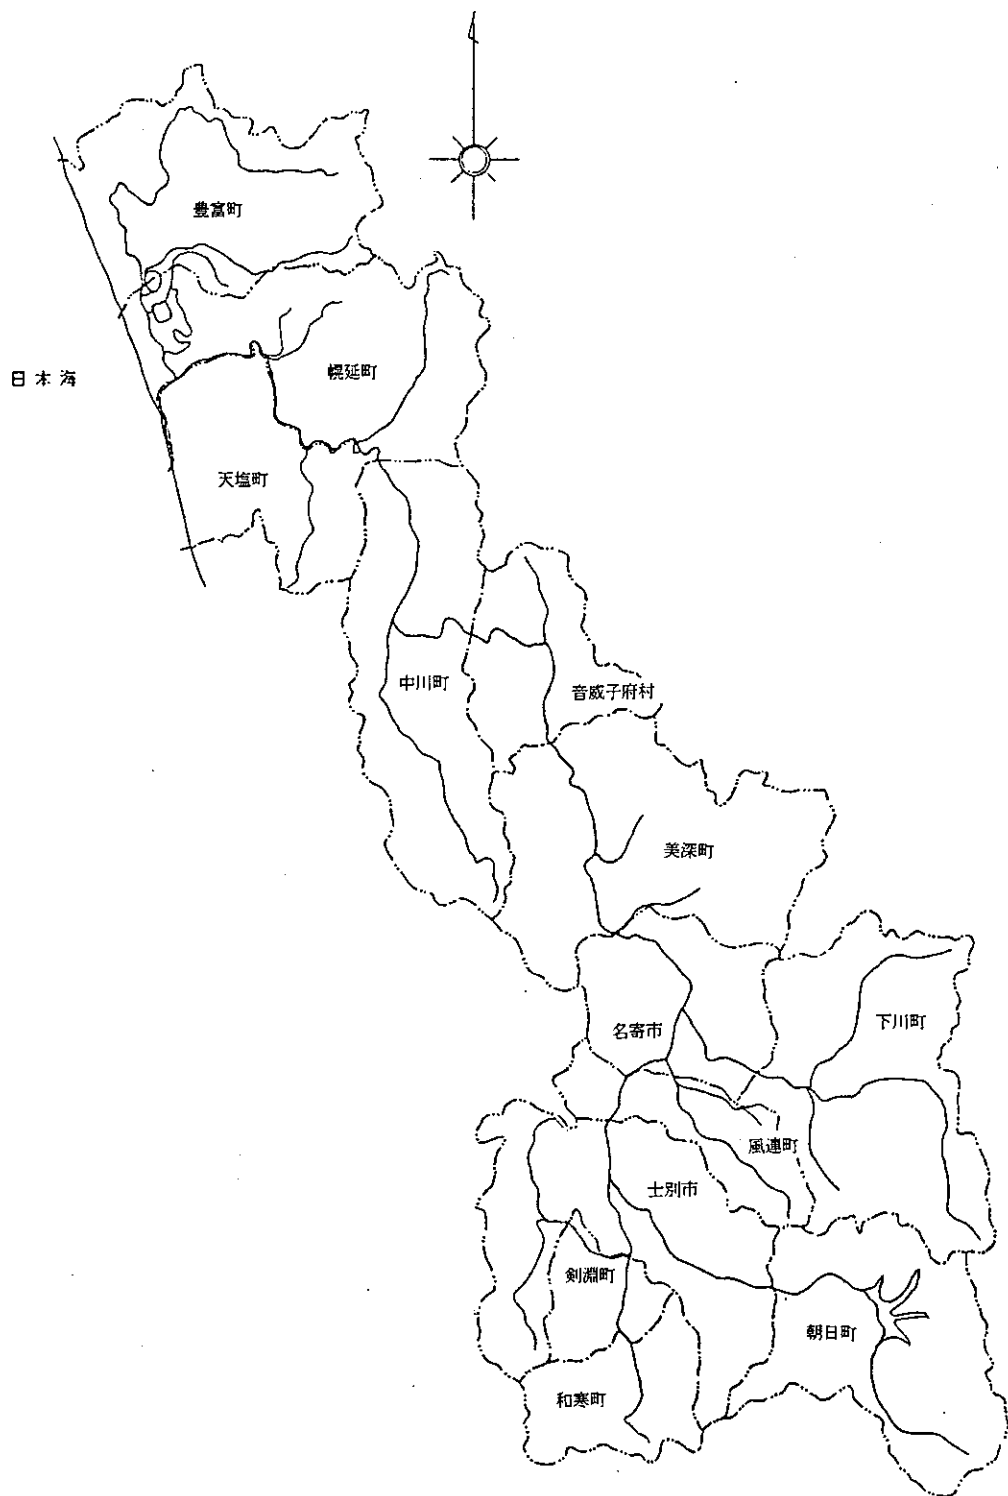 豊富町
幌延町
日本海
天塩町
中川町
音威子府村
美深町
下川町
名寄市
風連町
士別市
剣淵町
朝日町
和寒町